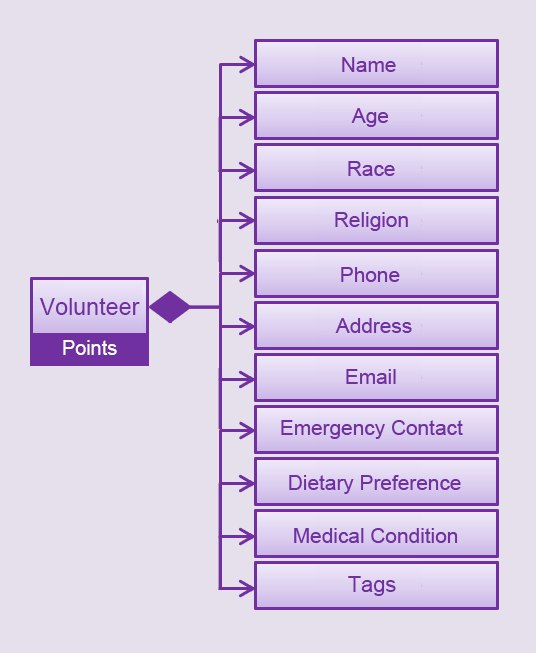 Name
Age
Race
Religion
Volunteer
Points
Phone
Address
Email
Emergency Contact
Dietary Preference
Medical Condition
Tags